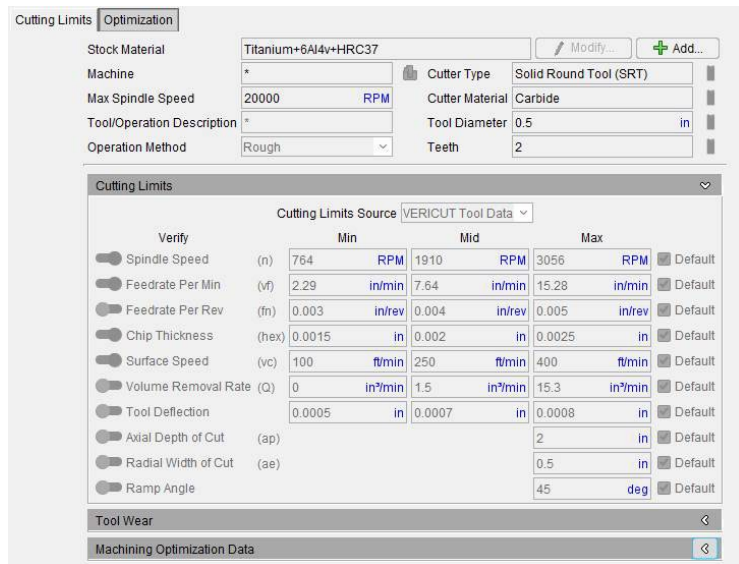 Cutting Limits Optimization
Stock Material Titanium+6Al4v+HRC37 Modify... Add...
Machine * Cutter Type Solid Round Tool (SRT)
Max Spindle Speed 20000 RPM Cutter Material Carbide
Tool/Operation Description * Tool Diameter 0.5 in
Operation Method Rough Teeth 2
Cutting Limits
Cutting Limits Source VERICUT Tool Data
Verify Min Mid Max
Spindle Speed (n) 764 RPM 1910 RPM 3056 RPM Default
Feedrate Per Min (vf) 2.29 in/min 7.64 in/min 15.28 in/min Default
Feedrate Per Rev (fn) 0.003 in/rev 0.004 in/rev 0.005 in/rev Default
Chip Thickness (hex) 0.0015 in 0.002 in 0.0025 in Default
Surface Speed (vc) 100 ft/min 250 ft/min 400 ft/min Default
Volume Removal Rate (Q) 0 in³/min 1.5 in³/min 15.3 in³/min Default
Tool Deflection 0.0005 in 0.0007 in 0.0008 in Default
Axial Depth of Cut (ap) 2 in Default
Radial Width of Cut (ae) 0.5 in Default
Ramp Angle 45 deg Default
Tool Wear
Machining Optimization Data